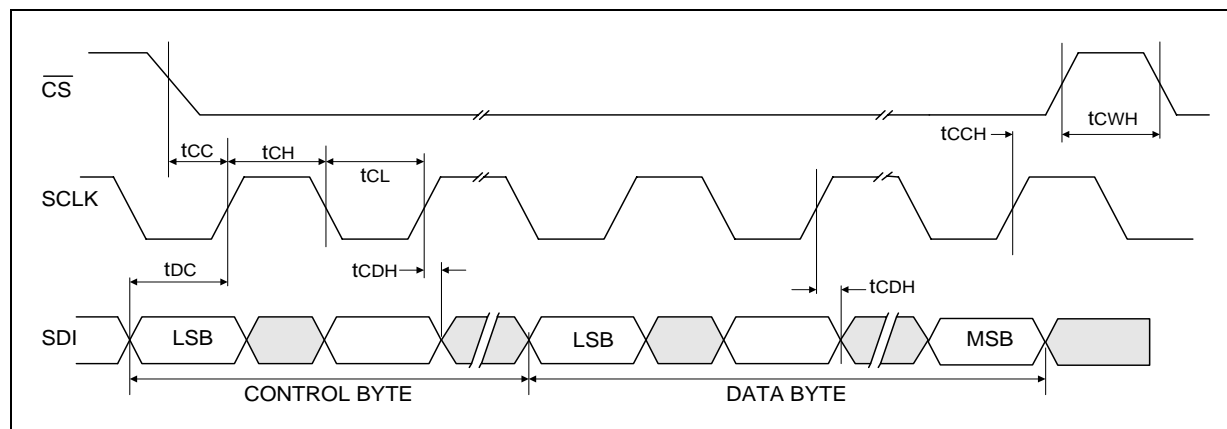 CS
tCCH
tCWH
tCC
tCH
tCL
SCLK
tDC
tCDH
tCDH
SDI
LSB
LSB
MSB
CONTROL BYTE
DATA BYTE